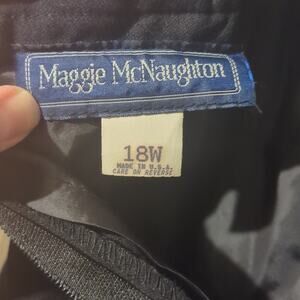 Maggie McNaughton
18W
MADE IN U.S.A.
CARE ON REVERSE